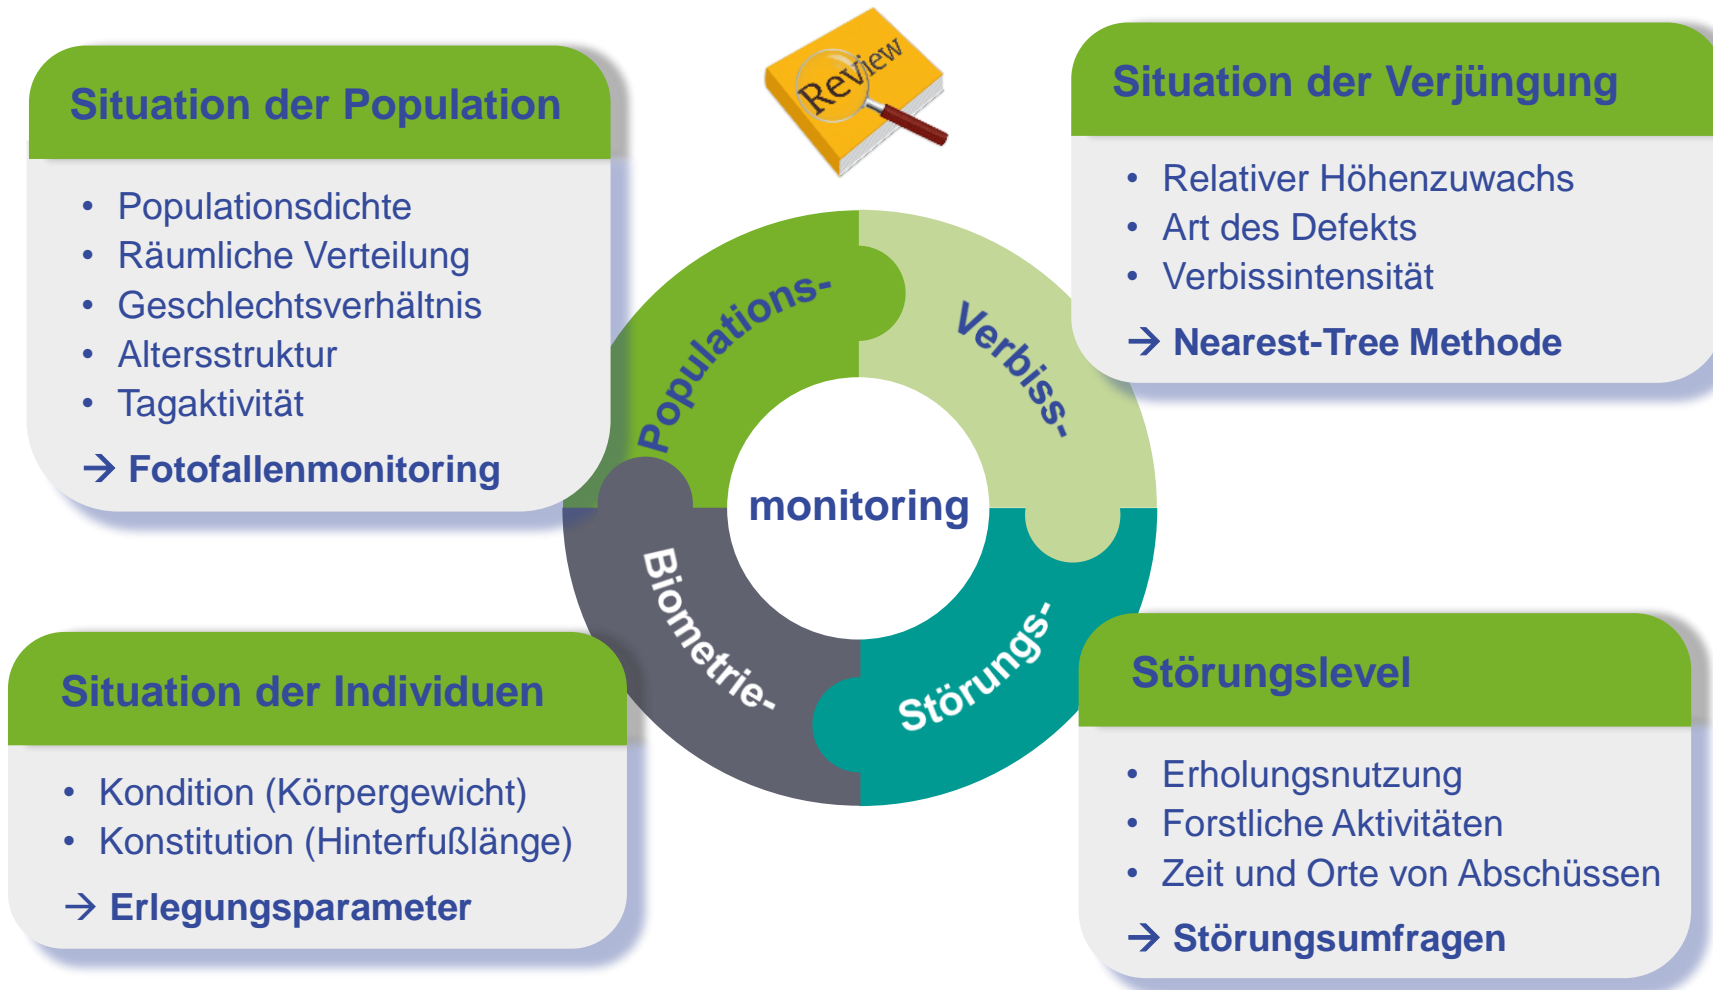 Review
Situation der Population
• Populationsdichte
• Räumliche Verteilung
• Geschlechtsverhältnis
• Altersstruktur
• Tagaktivität
→ Fotofallenmonitoring
Situation der Verjüngung
• Relativer Höhenzuwachs
• Art des Defekts
• Verbissintensität
→ Nearest-Tree Methode
Populations-
Verbiss-
monitoring
Biometrie-
Störungs-
Situation der Individuen
• Kondition (Körpergewicht)
• Konstitution (Hinterfußlänge)
→ Erlegungsparameter
Störungslevel
• Erholungsnutzung
• Forstliche Aktivitäten
• Zeit und Orte von Abschüssen
→ Störungsumfragen